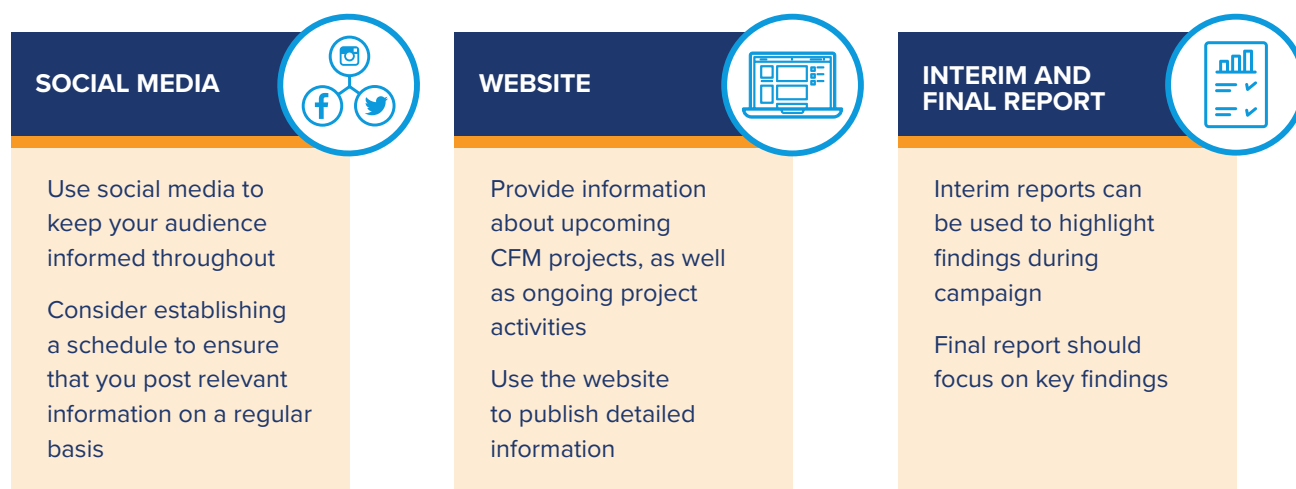 SOCIAL MEDIA
Use social media to
keep your audience
informed throughout
Consider establishing
a schedule to ensure
that you post relevant
information on a regular
basis
WEBSITE
Provide information
about upcoming
CFM projects, as well
as ongoing project
activities
Use the website
to publish detailed
information
INTERIM AND
FINAL REPORT
Interim reports can
be used to highlight
findings during
campaign
Final report should
focus on key findings